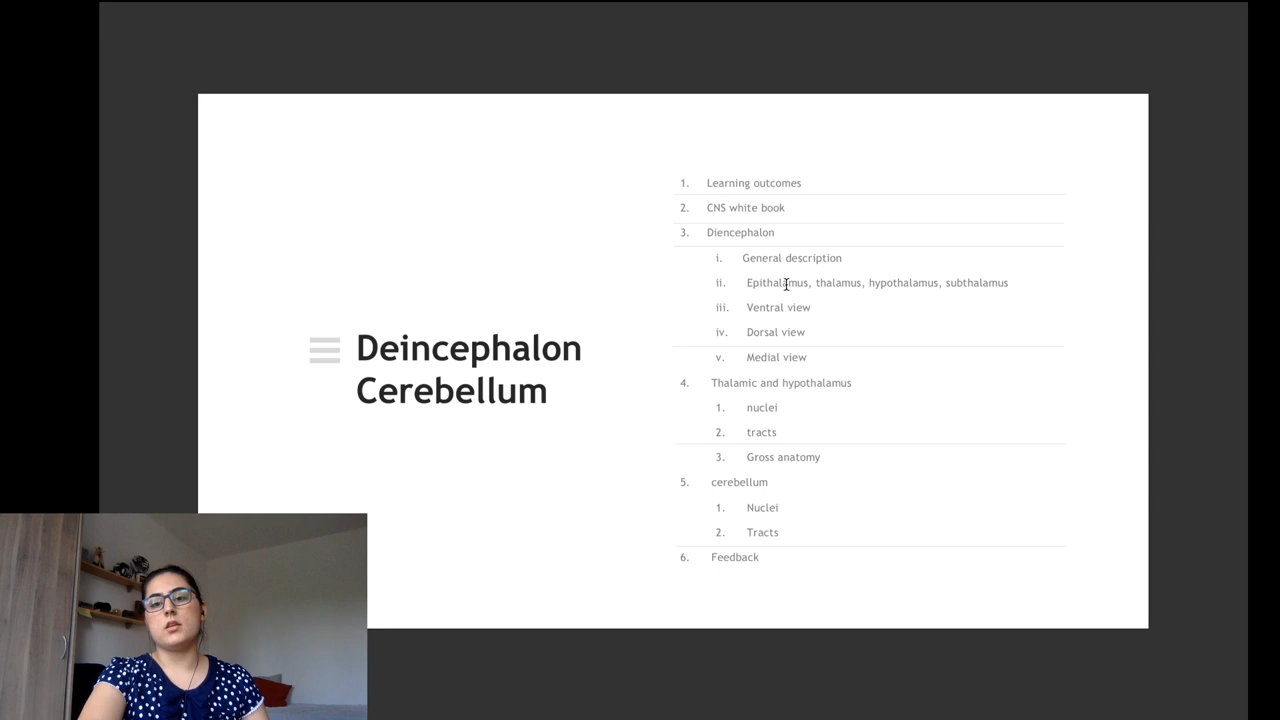 Deincephalon
Cerebellum
1. Learning outcomes
2. CNS white book
3. Diencephalon
i. General description
ii. Epithalamus, thalamus, hypothalamus, subthalamus
iii. Ventral view
iv. Dorsal view
v. Medial view
4. Thalamic and hypothalamus
1. nuclei
2. tracts
3. Gross anatomy
5. cerebellum
1. Nuclei
2. Tracts
6. Feedback